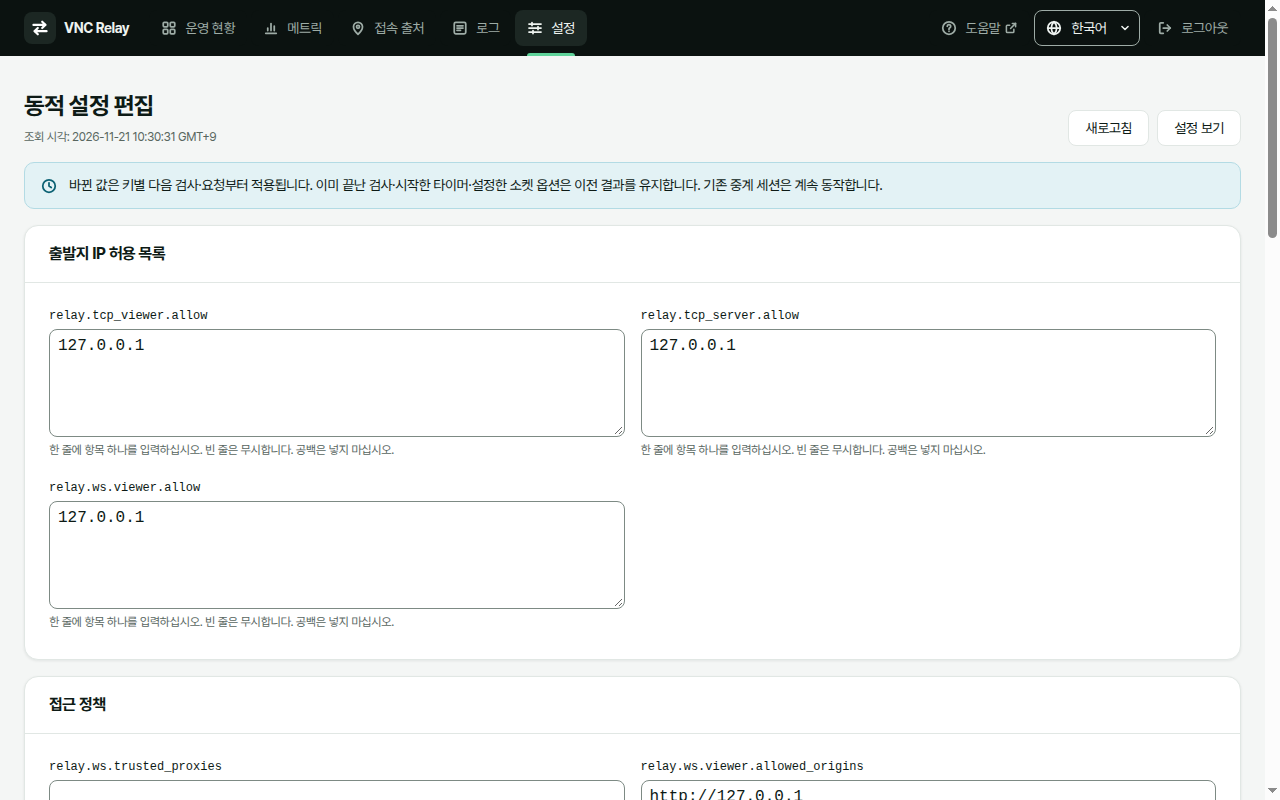 VNC Relay
운영 현황
메트릭
접속 출처
로그
설정
도움말
한국어
로그아웃
동적 설정 편집
조회 시각: 2026-11-21 10:30:31 GMT+9
새로고침
설정 보기
바뀐 값은 키별 다음 검사·요청부터 적용됩니다. 이미 끝난 검사·시작한 타이머·설정한 소켓 옵션은 이전 결과를 유지합니다. 기존 중계 세션은 계속 동작합니다.
출발지 IP 허용 목록
relay.tcp_viewer.allow
127.0.0.1
한 줄에 항목 하나를 입력하십시오. 빈 줄은 무시합니다. 공백은 넣지 마십시오.
relay.tcp_server.allow
127.0.0.1
한 줄에 항목 하나를 입력하십시오. 빈 줄은 무시합니다. 공백은 넣지 마십시오.
relay.ws.viewer.allow
127.0.0.1
한 줄에 항목 하나를 입력하십시오. 빈 줄은 무시합니다. 공백은 넣지 마십시오.
접근 정책
relay.ws.trusted_proxies
relay.ws.viewer.allowed_origins
http://127.0.0.1